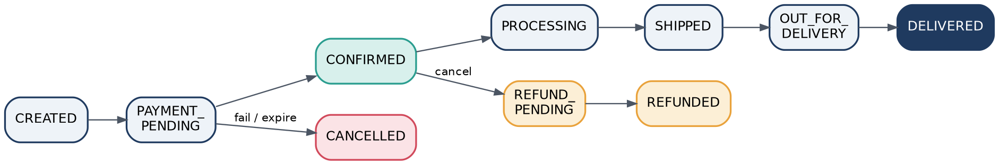 CREATED
PAYMENT_
PENDING
fail / expire
CONFIRMED
CANCELLED
cancel
PROCESSING
SHIPPED
OUT_FOR_
DELIVERY
DELIVERED
REFUND_
PENDING
REFUNDED